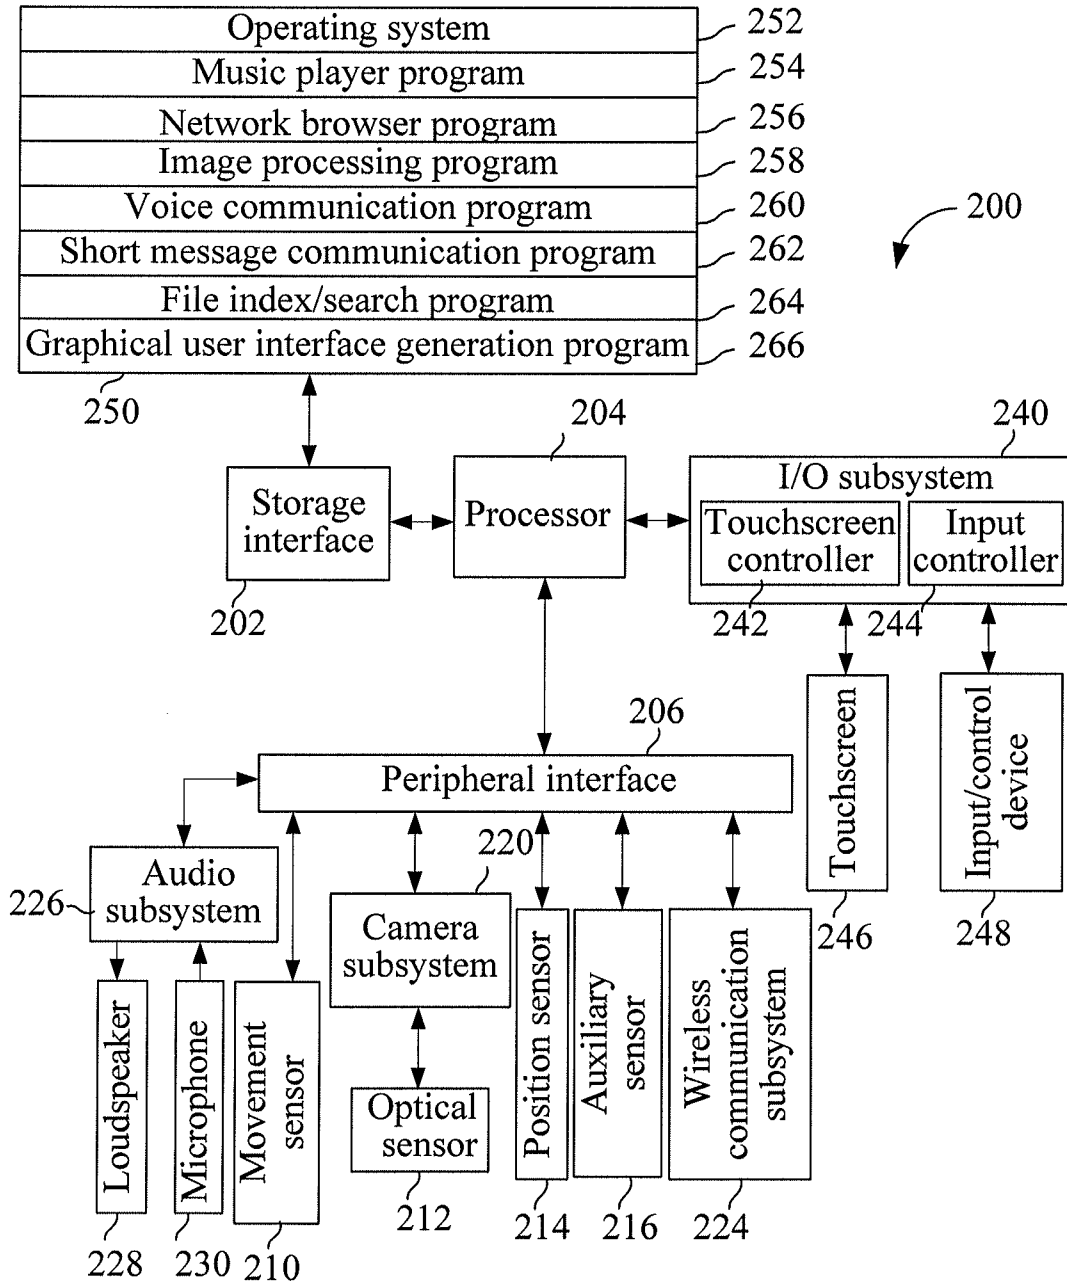 Operating system 252
Music player program 254
Network browser program 256
Image processing program 258
Voice communication program 260
200
Short message communication program 262
File index/search program 264
Graphical user interface generation program 266
250
204
240
I/O subsystem
Storage
interface
Processor
Touchscreen
controller
Input
controller
202
242
244
206
Peripheral interface
Touchscreen
Input/control
device
220
Audio
subsystem
226
Camera
subsystem
246
248
Loudspeaker
Microphone
Movement
sensor
Optical
sensor
Position sensor
Auxiliary
sensor
Wireless
communication
subsystem
228
230
210
212
214
216
224